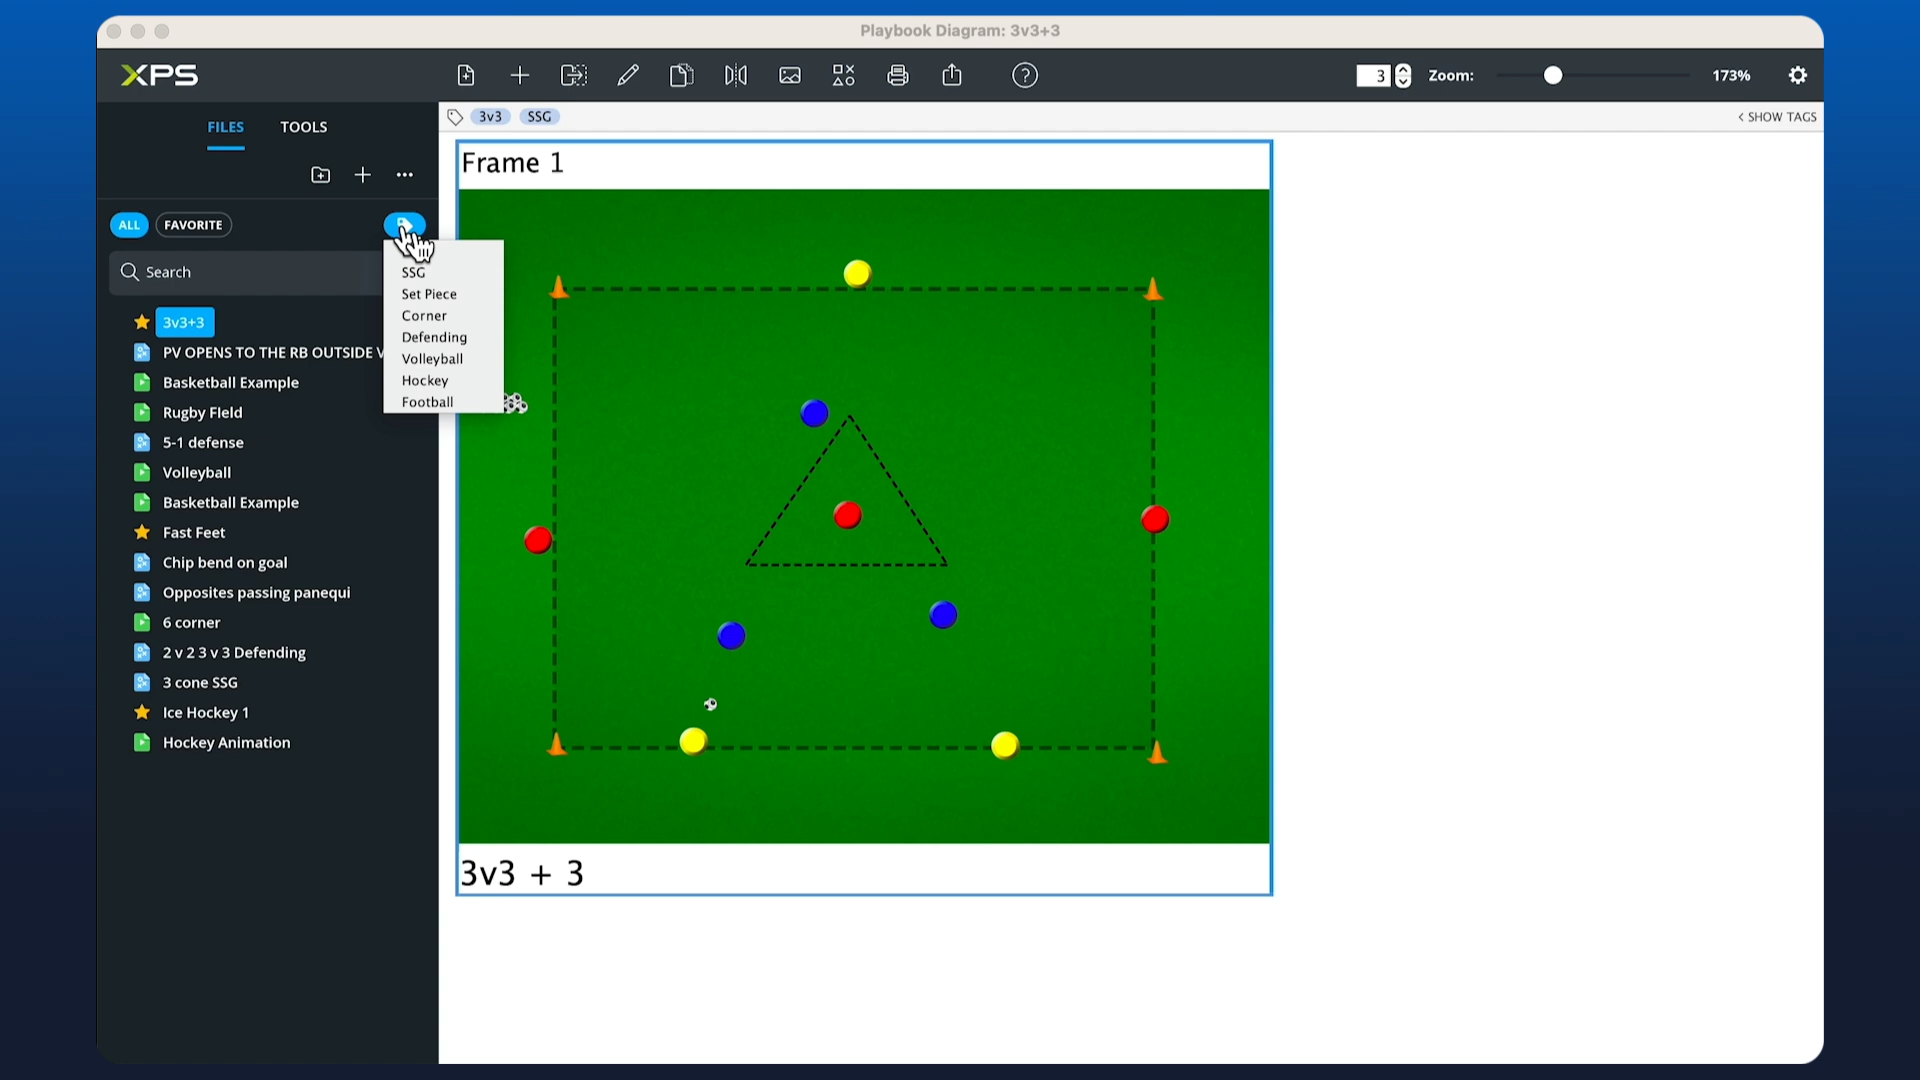 Playbook Diagram: 3v3+3
XPS
3
Zoom:
173%
FILES
TOOLS
3v3
SSG
< SHOW TAGS
ALL
FAVORITE
Search
SSG
Set Piece
Corner
Defending
Volleyball
Hockey
Football
3v3+3
PV OPENS TO THE RB OUTSIDE
Basketball Example
Rugby FIeld
5-1 defense
Volleyball
Basketball Example
Fast Feet
Chip bend on goal
Opposites passing panequi
6 corner
2 v 2 3 v 3 Defending
3 cone SSG
Ice Hockey 1
Hockey Animation
Frame 1
3v3 + 3